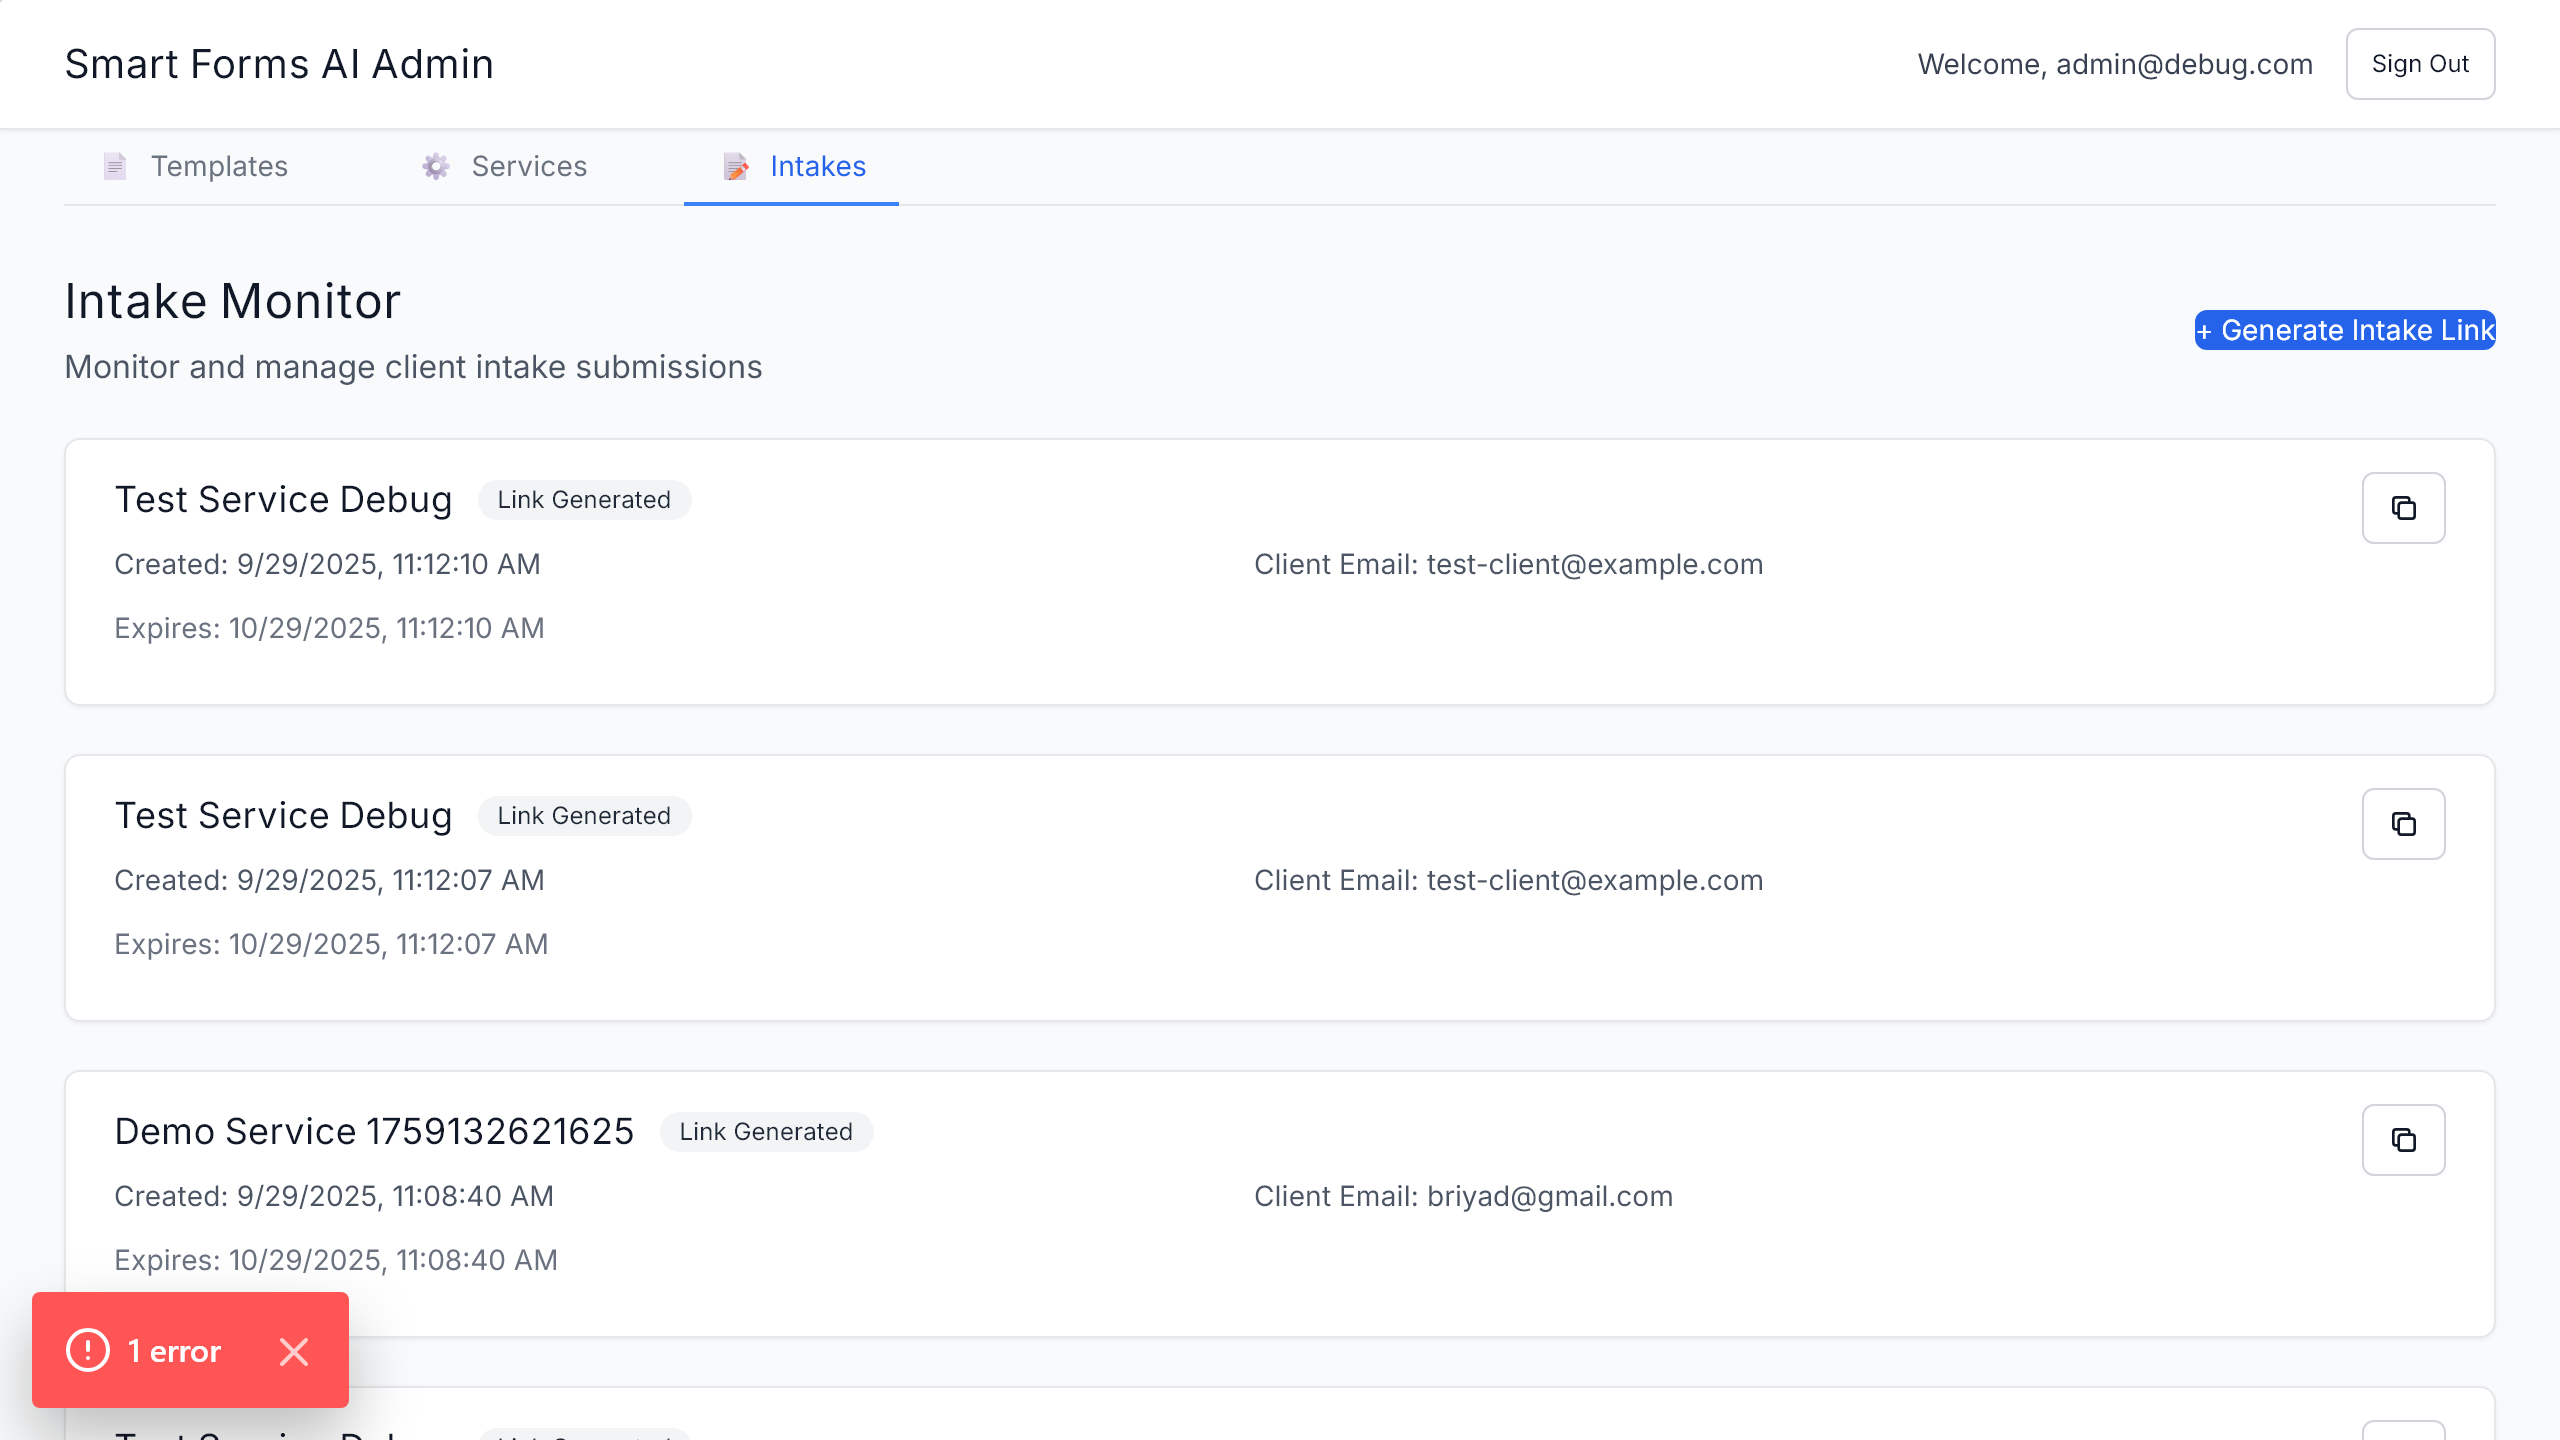 Smart Forms AI Admin
Welcome, admin@debug.com
Sign Out
Templates
Services
Intakes
Intake Monitor
Monitor and manage client intake submissions
+ Generate Intake Link
Test Service Debug
Link Generated
Created: 9/29/2025, 11:12:10 AM
Client Email: test-client@example.com
Expires: 10/29/2025, 11:12:10 AM
Test Service Debug
Link Generated
Created: 9/29/2025, 11:12:07 AM
Client Email: test-client@example.com
Expires: 10/29/2025, 11:12:07 AM
Demo Service 1759132621625
Link Generated
Created: 9/29/2025, 11:08:40 AM
Client Email: briyad@gmail.com
Expires: 10/29/2025, 11:08:40 AM
1 error